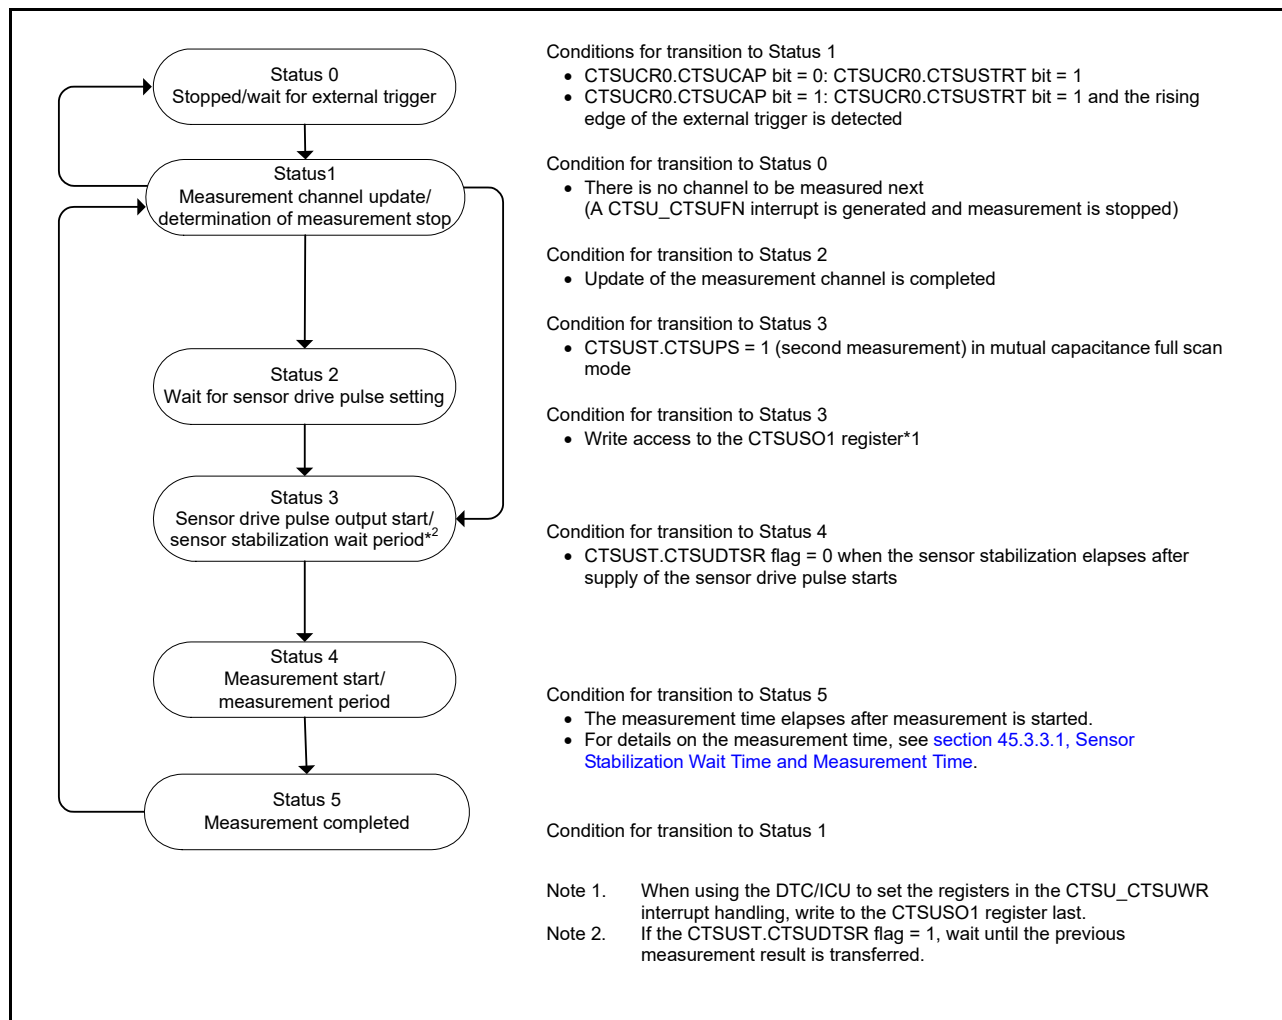 Status 0
Stopped/wait for external trigger
Status1
Measurement channel update/
determination of measurement stop
Status 2
Wait for sensor drive pulse setting
Status 3
Sensor drive pulse output start/
sensor stabilization wait period*2
Status 4
Measurement start/
measurement period
Status 5
Measurement completed
Conditions for transition to Status 1
• CTSUCR0.CTSUCAP bit = 0: CTSUCR0.CTSUSTRT bit = 1
• CTSUCR0.CTSUCAP bit = 1: CTSUCR0.CTSUSTRT bit = 1 and the rising
edge of the external trigger is detected
Condition for transition to Status 0
• There is no channel to be measured next
(A CTSU_CTSUFN interrupt is generated and measurement is stopped)
Condition for transition to Status 2
• Update of the measurement channel is completed
Condition for transition to Status 3
• CTSUST.CTSUPS = 1 (second measurement) in mutual capacitance full scan
mode
Condition for transition to Status 3
• Write access to the CTSUSO1 register*1
Condition for transition to Status 4
• CTSUST.CTSUDTSR flag = 0 when the sensor stabilization elapses after
supply of the sensor drive pulse starts
Condition for transition to Status 5
• The measurement time elapses after measurement is started.
• For details on the measurement time, see section 45.3.3.1, Sensor
Stabilization Wait Time and Measurement Time.
Condition for transition to Status 1
Note 1. When using the DTC/ICU to set the registers in the CTSU_CTSUWR
interrupt handling, write to the CTSUSO1 register last.
Note 2. If the CTSUST.CTSUDTSR flag = 1, wait until the previous
measurement result is transferred.